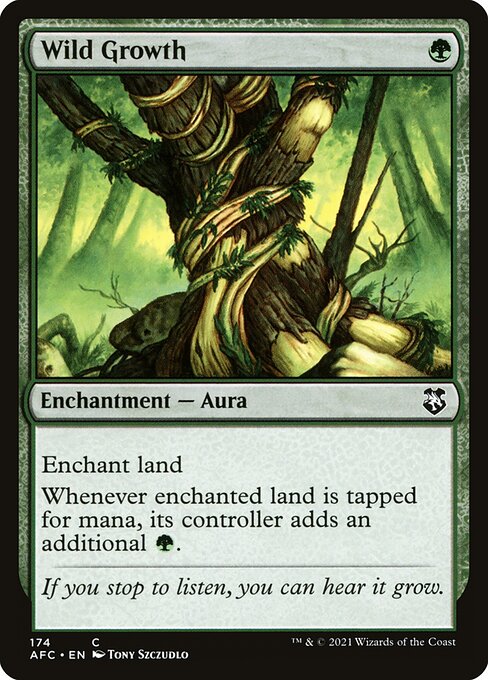 Wild Growth
Enchantment — Aura
Enchant land
Whenever enchanted land is tapped
for mana, its controller adds an
additional .
If you stop to listen, you can hear it grow.
174 C
™ & © 2021 Wizards of the Coast
AFC • EN Tony Szczudlo